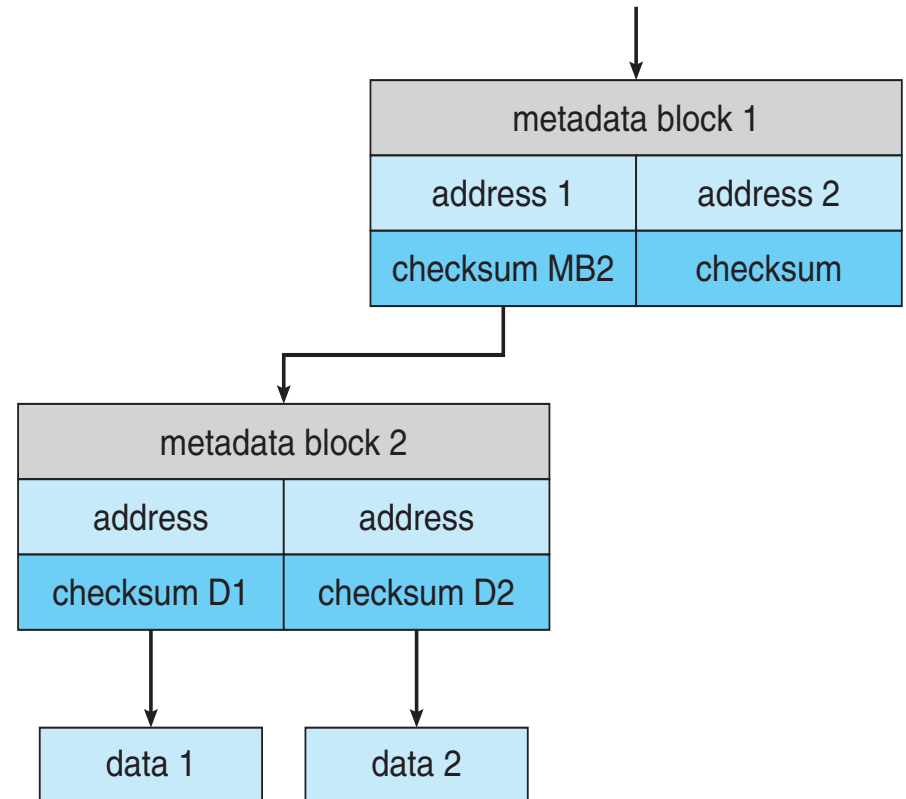 metadata block 1
address 1 address 2
checksum MB2 checksum
metadata block 2
address address
checksum D1 checksum D2
data 1 data 2